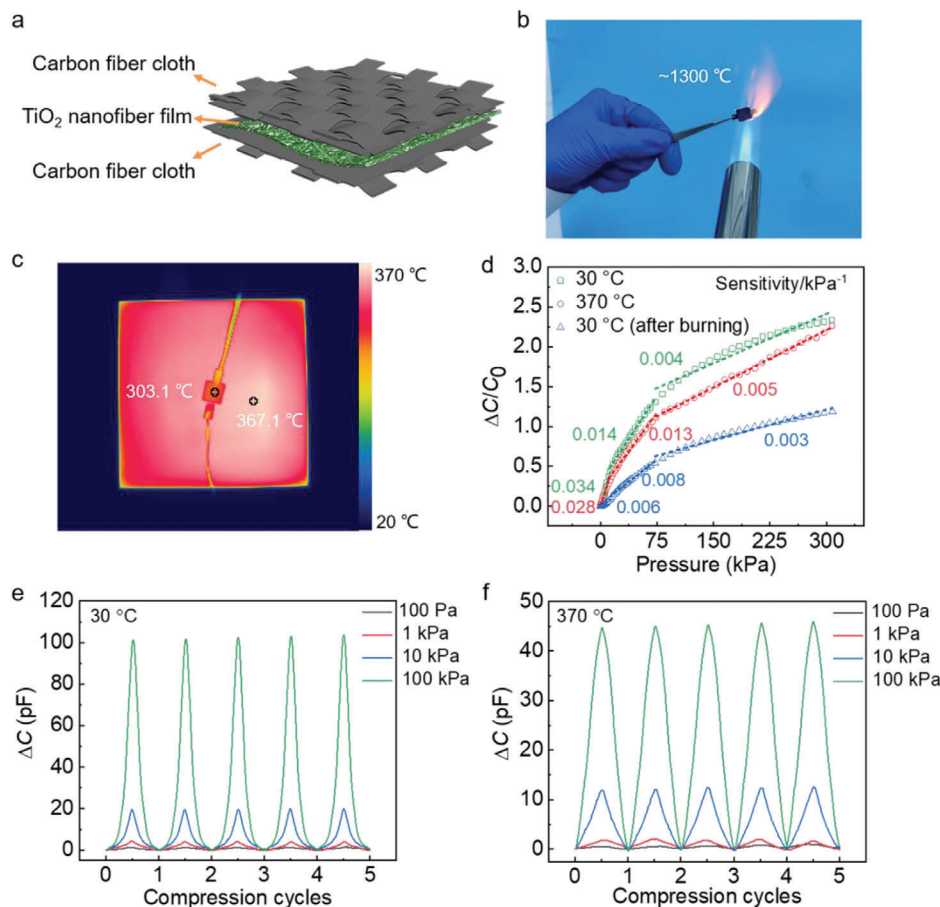 a
Carbon fiber cloth
TiO₂ nanofiber film
Carbon fiber cloth
b
~1300 ℃
c
370 ℃
303.1 ℃
367.1 ℃
20 ℃
d
3.0
2.5
2.0
1.5
1.0
0.5
0.0
ΔC/C₀
30 °C
370 °C
30 °C (after burning)
Sensitivity/kPa⁻¹
0.004
0.005
0.014
0.013
0.003
0.034
0.008
0.028
0.006
0 75 150 225 300
Pressure (kPa)
e
30 °C
100 Pa
1 kPa
10 kPa
100 kPa
120
100
80
60
40
20
0
ΔC (pF)
0 1 2 3 4 5
Compression cycles
f
370 °C
100 Pa
1 kPa
10 kPa
100 kPa
50
40
30
20
10
0
ΔC (pF)
0 1 2 3 4 5
Compression cycles